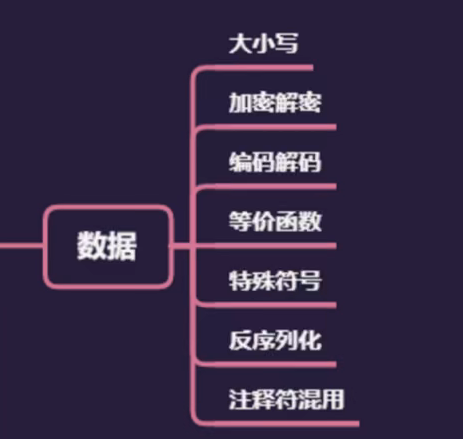 数据
大小写
加密解密
编码解码
等价函数
特殊符号
反序列化
注释符混用